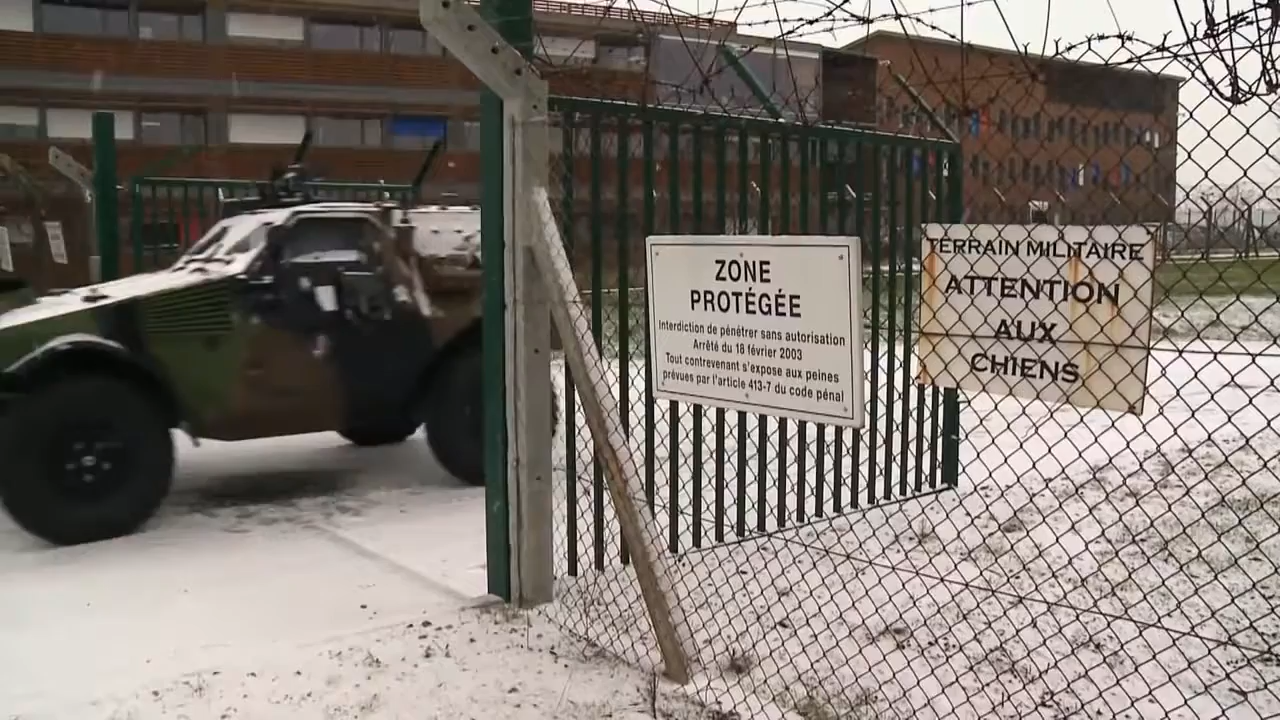 ZONE
PROTÉGÉE
Interdiction de pénétrer sans autorisation
Arrêté du 18 février 2003
Tout contrevenant s'expose aux peines
prévues par l'article 413-7 du code pénal
TERRAIN MILITAIRE
ATTENTION
AUX
CHIENS